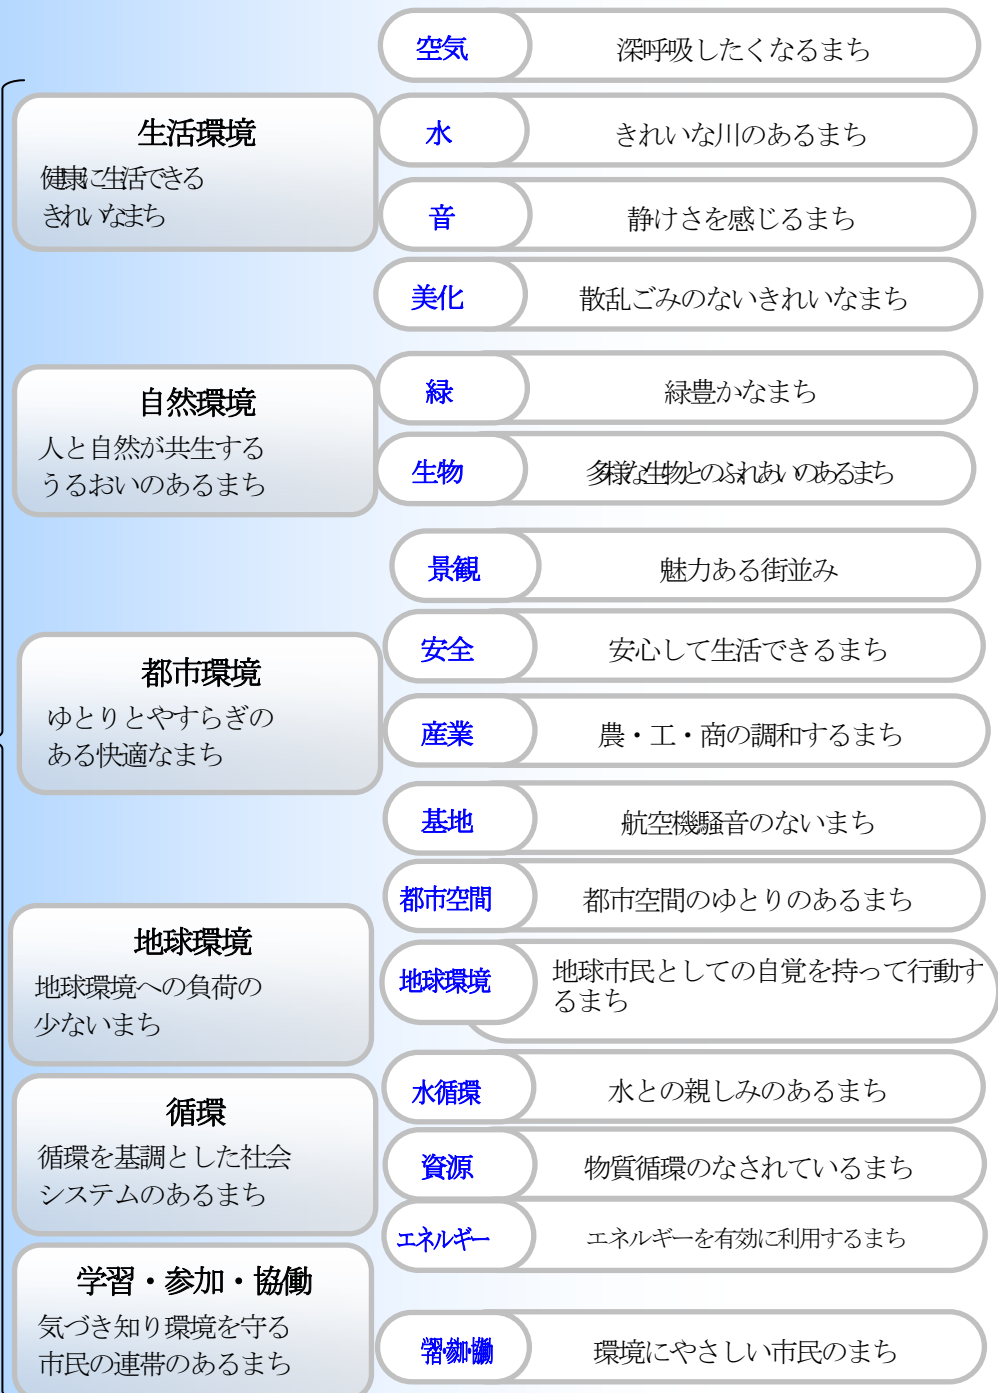 空気
深呼吸したくなるまち
生活環境
健康に生活できる
きれいなまち
水
きれいな川のあるまち
音
静けさを感じるまち
美化
散乱ごみのないきれいなまち
自然環境
人と自然が共生する
うるおいのあるまち
緑
緑豊かなまち
生物
多様な生物とのふれあいのあるまち
景観
魅力ある街並み
都市環境
ゆとりとやすらぎの
ある快適なまち
安全
安心して生活できるまち
産業
農・工・商の調和するまち
基地
航空機騒音のないまち
都市空間
都市空間のゆとりのあるまち
地球環境
地球環境への負荷の
少ないまち
地球環境
地球市民としての自覚を持って行動す
るまち
循環
循環を基調とした社会
システムのあるまち
水循環
水との親しみのあるまち
資源
物質循環のなされているまち
エネルギー
エネルギーを有効に利用するまち
学習・参加・協働
気づき知り環境を守る
市民の連帯のあるまち
学習・参加・協働
環境にやさしい市民のまち